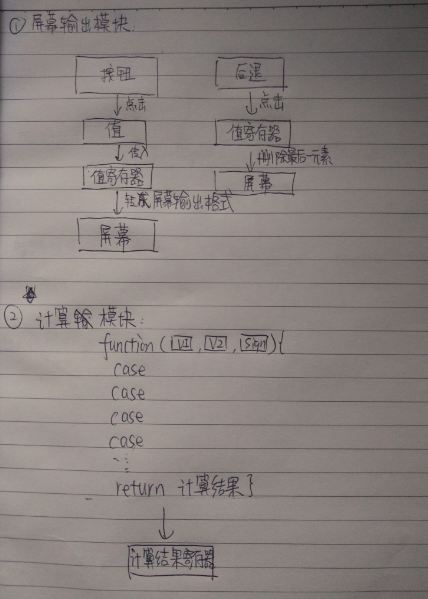 ① 屏幕输出模块:
按钮 后退
点击 点击
值 值寄存器
传入 删除最后一元素
值寄存器 屏幕
转成屏幕输出格式
屏幕
② 计算输模块:
function (V1, V2, sign){
case
case
case
case
⋮
return 计算结果}
计算结果寄存器